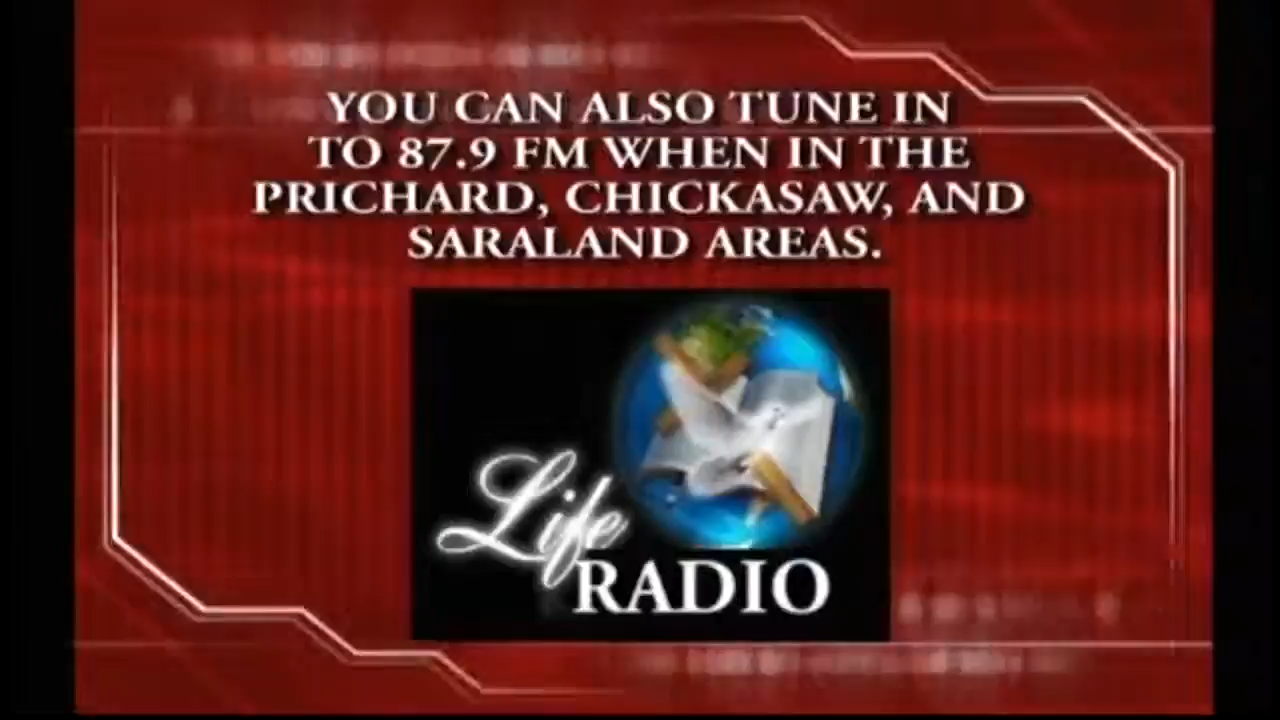 YOU CAN ALSO TUNE IN
TO 87.9 FM WHEN IN THE
PRICHARD, CHICKASAW, AND
SARALAND AREAS.
Life
RADIO